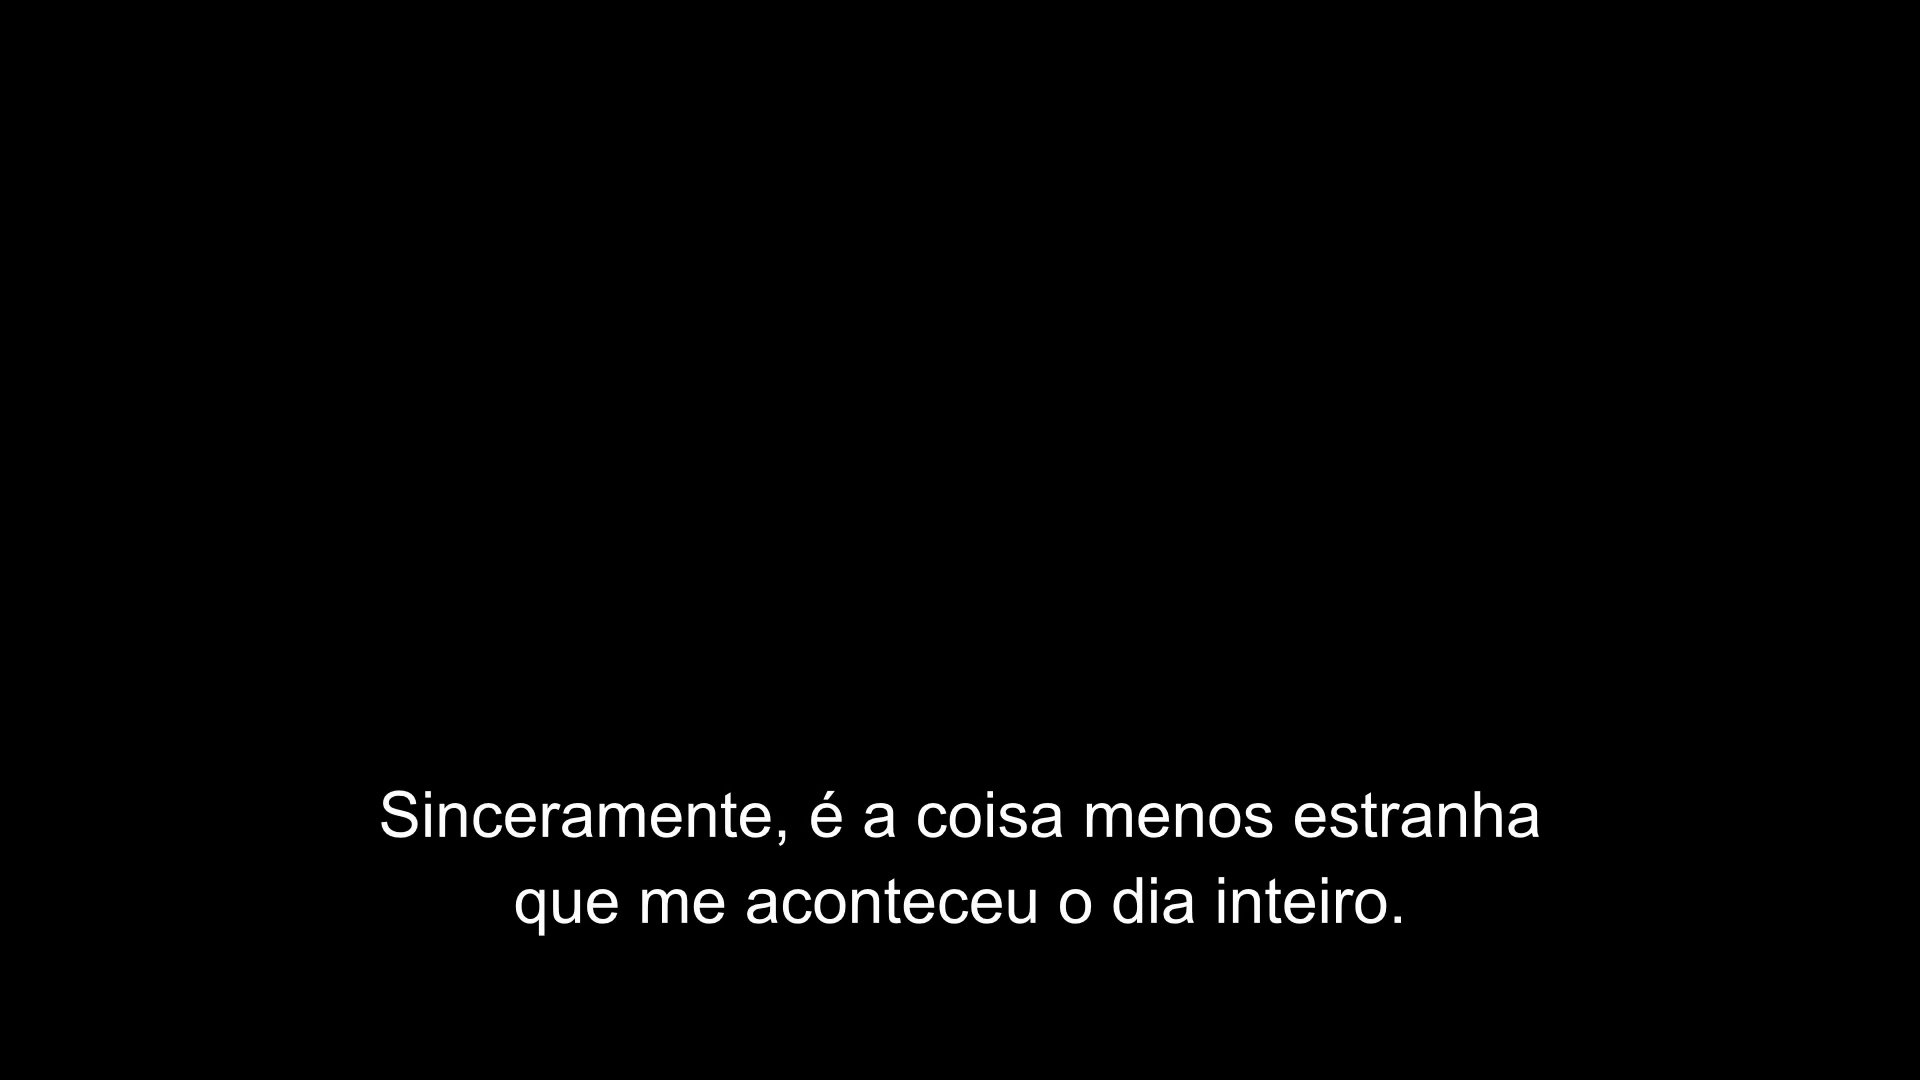 Sinceramente, é a coisa menos estranha
que me aconteceu o dia inteiro.